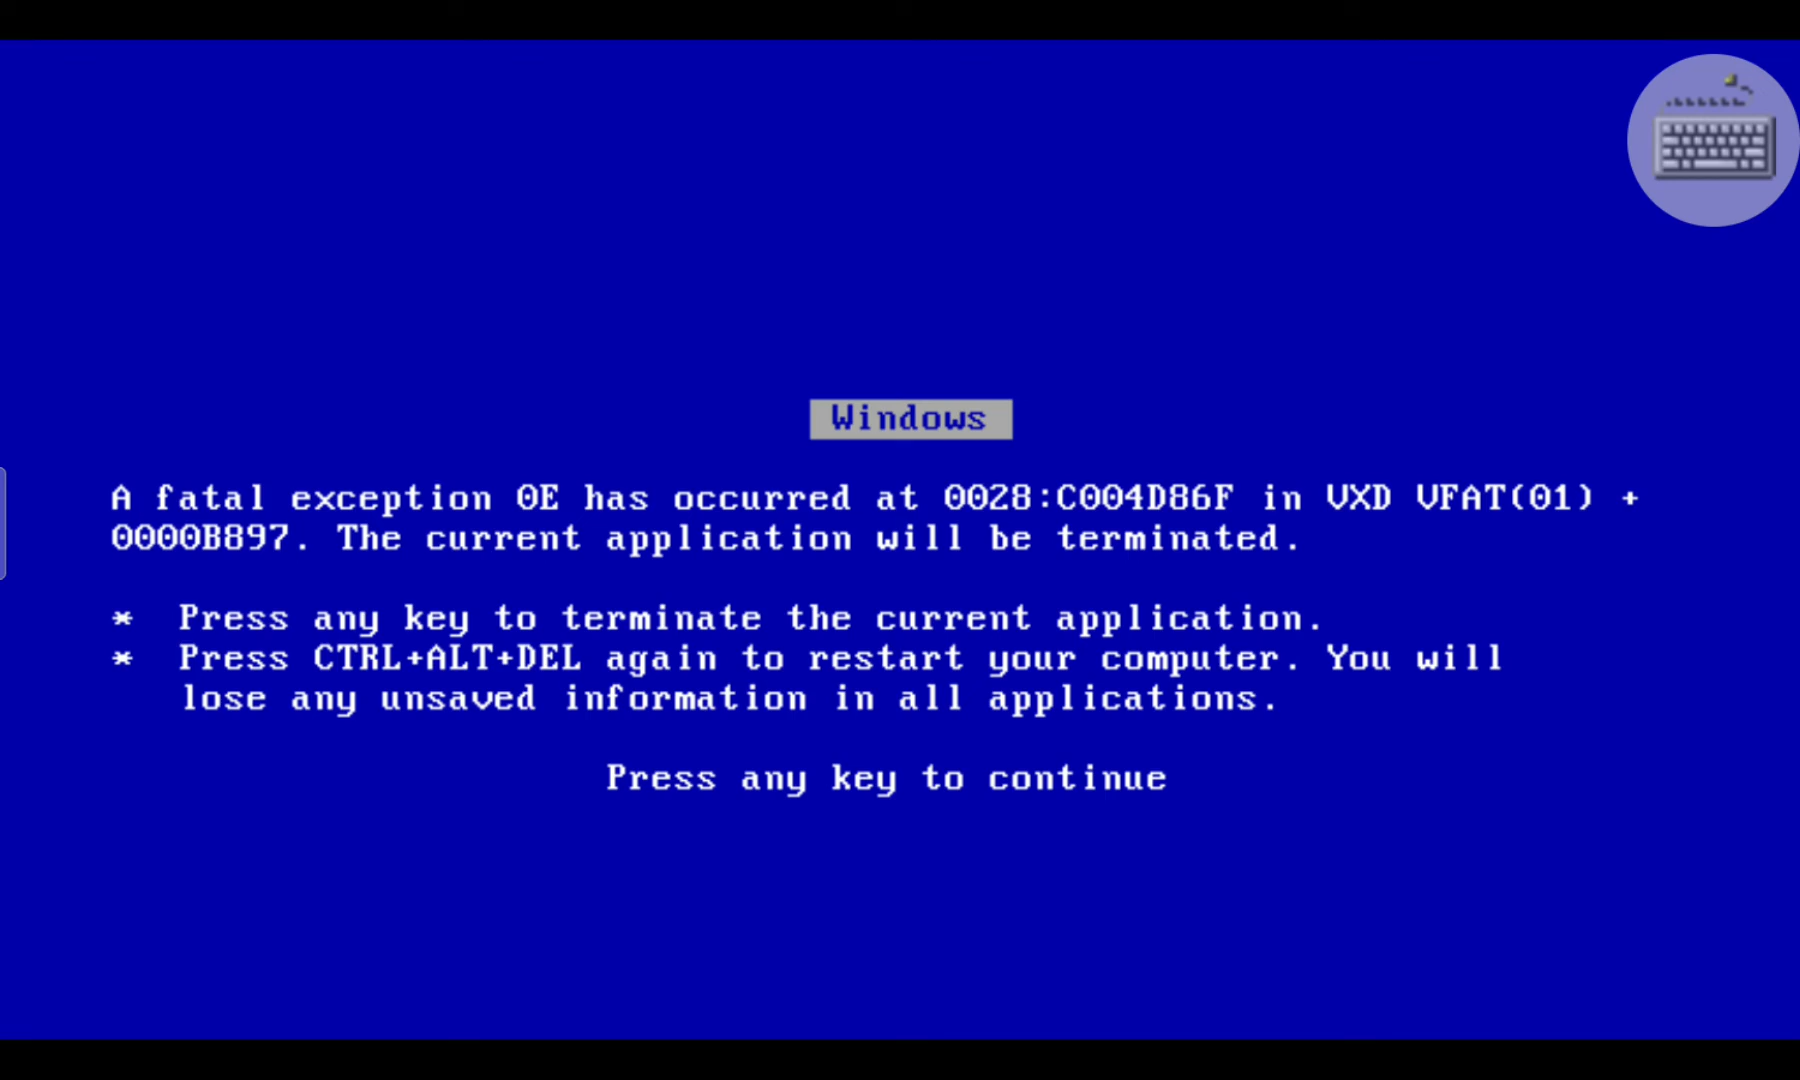 Windows
A fatal exception 0E has occurred at 0028:C004D86F in VXD VFAT(01) +
0000B897. The current application will be terminated.
* Press any key to terminate the current application.
* Press CTRL+ALT+DEL again to restart your computer. You will
lose any unsaved information in all applications.
Press any key to continue